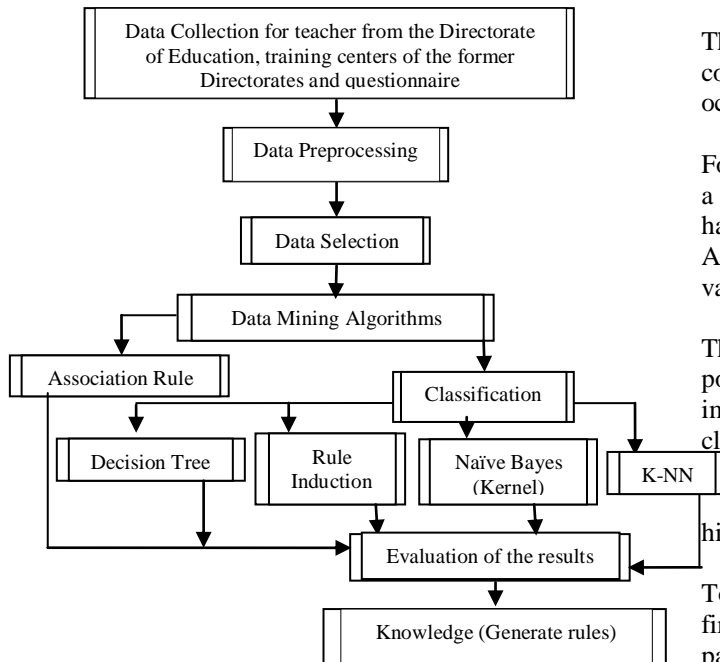 Data Collection for teacher from the Directorate
of Education, training centers of the former
Directorates and questionnaire
Data Preprocessing
Data Selection
Data Mining Algorithms
Association Rule
Classification
Decision Tree
Rule
Induction
Naïve Bayes
(Kernel)
K-NN
Evaluation of the results
Knowledge (Generate rules)
a